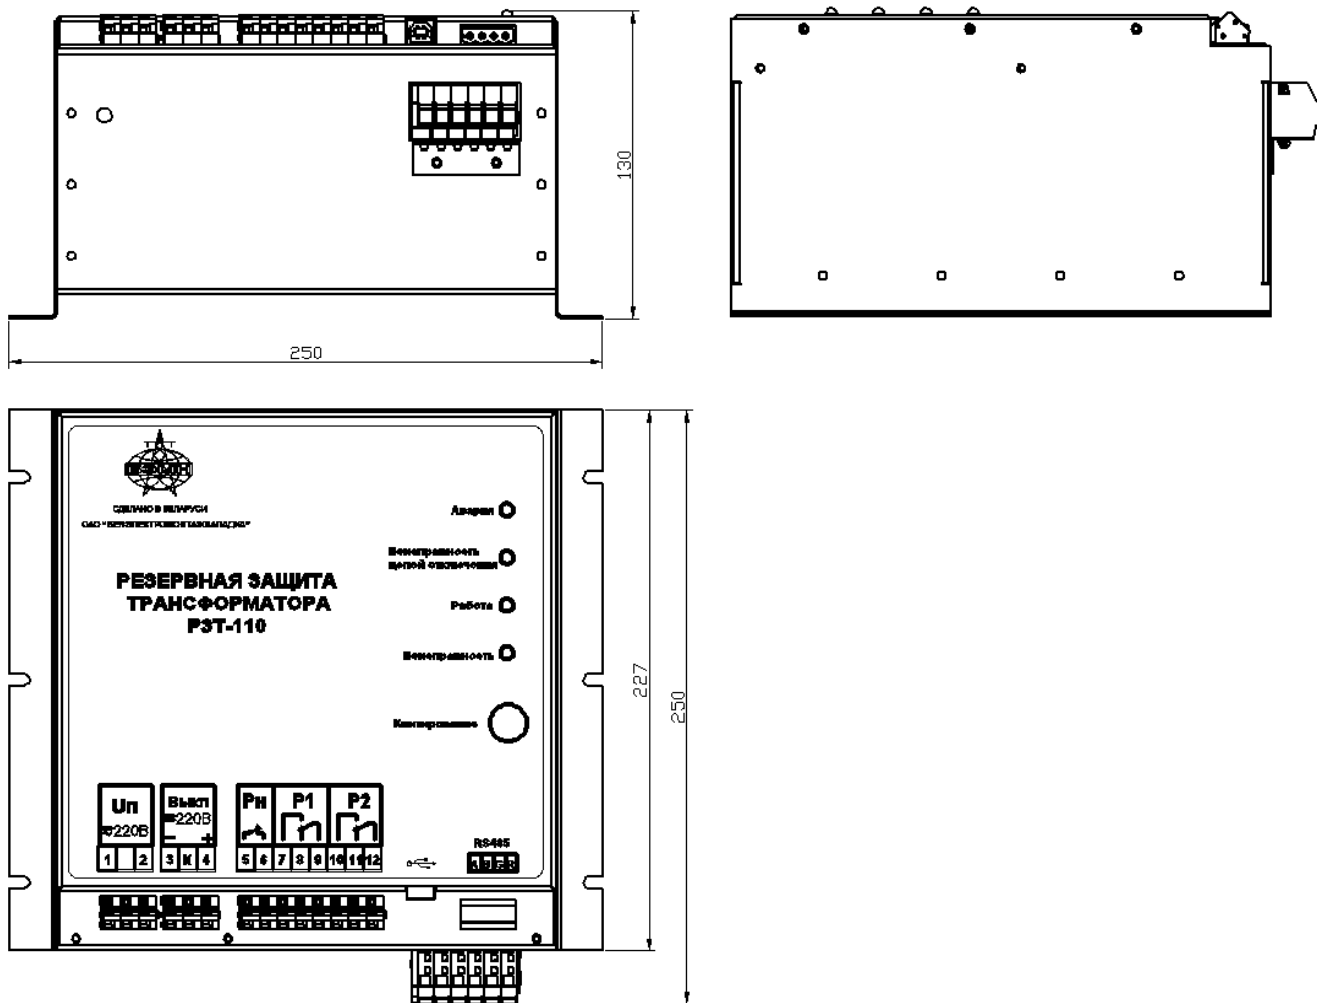 130
250
СДЕЛАНО В БЕЛАРУСИ
ОАО "БЕЛЭЛЕКТРОМОНТАЖНАЛАДКА"
Авария
Неисправность
цепей отключения
РЕЗЕРВНАЯ ЗАЩИТА
ТРАНСФОРМАТОРА
РЗТ-110
Работа
Неисправность
Квитирование
227
250
Uп
220В
Выкл
220В
− +
Рн
Р1
Р2
RS485
1 2
3 К 4
5 6 7 8 9 10 11 12
A B G R